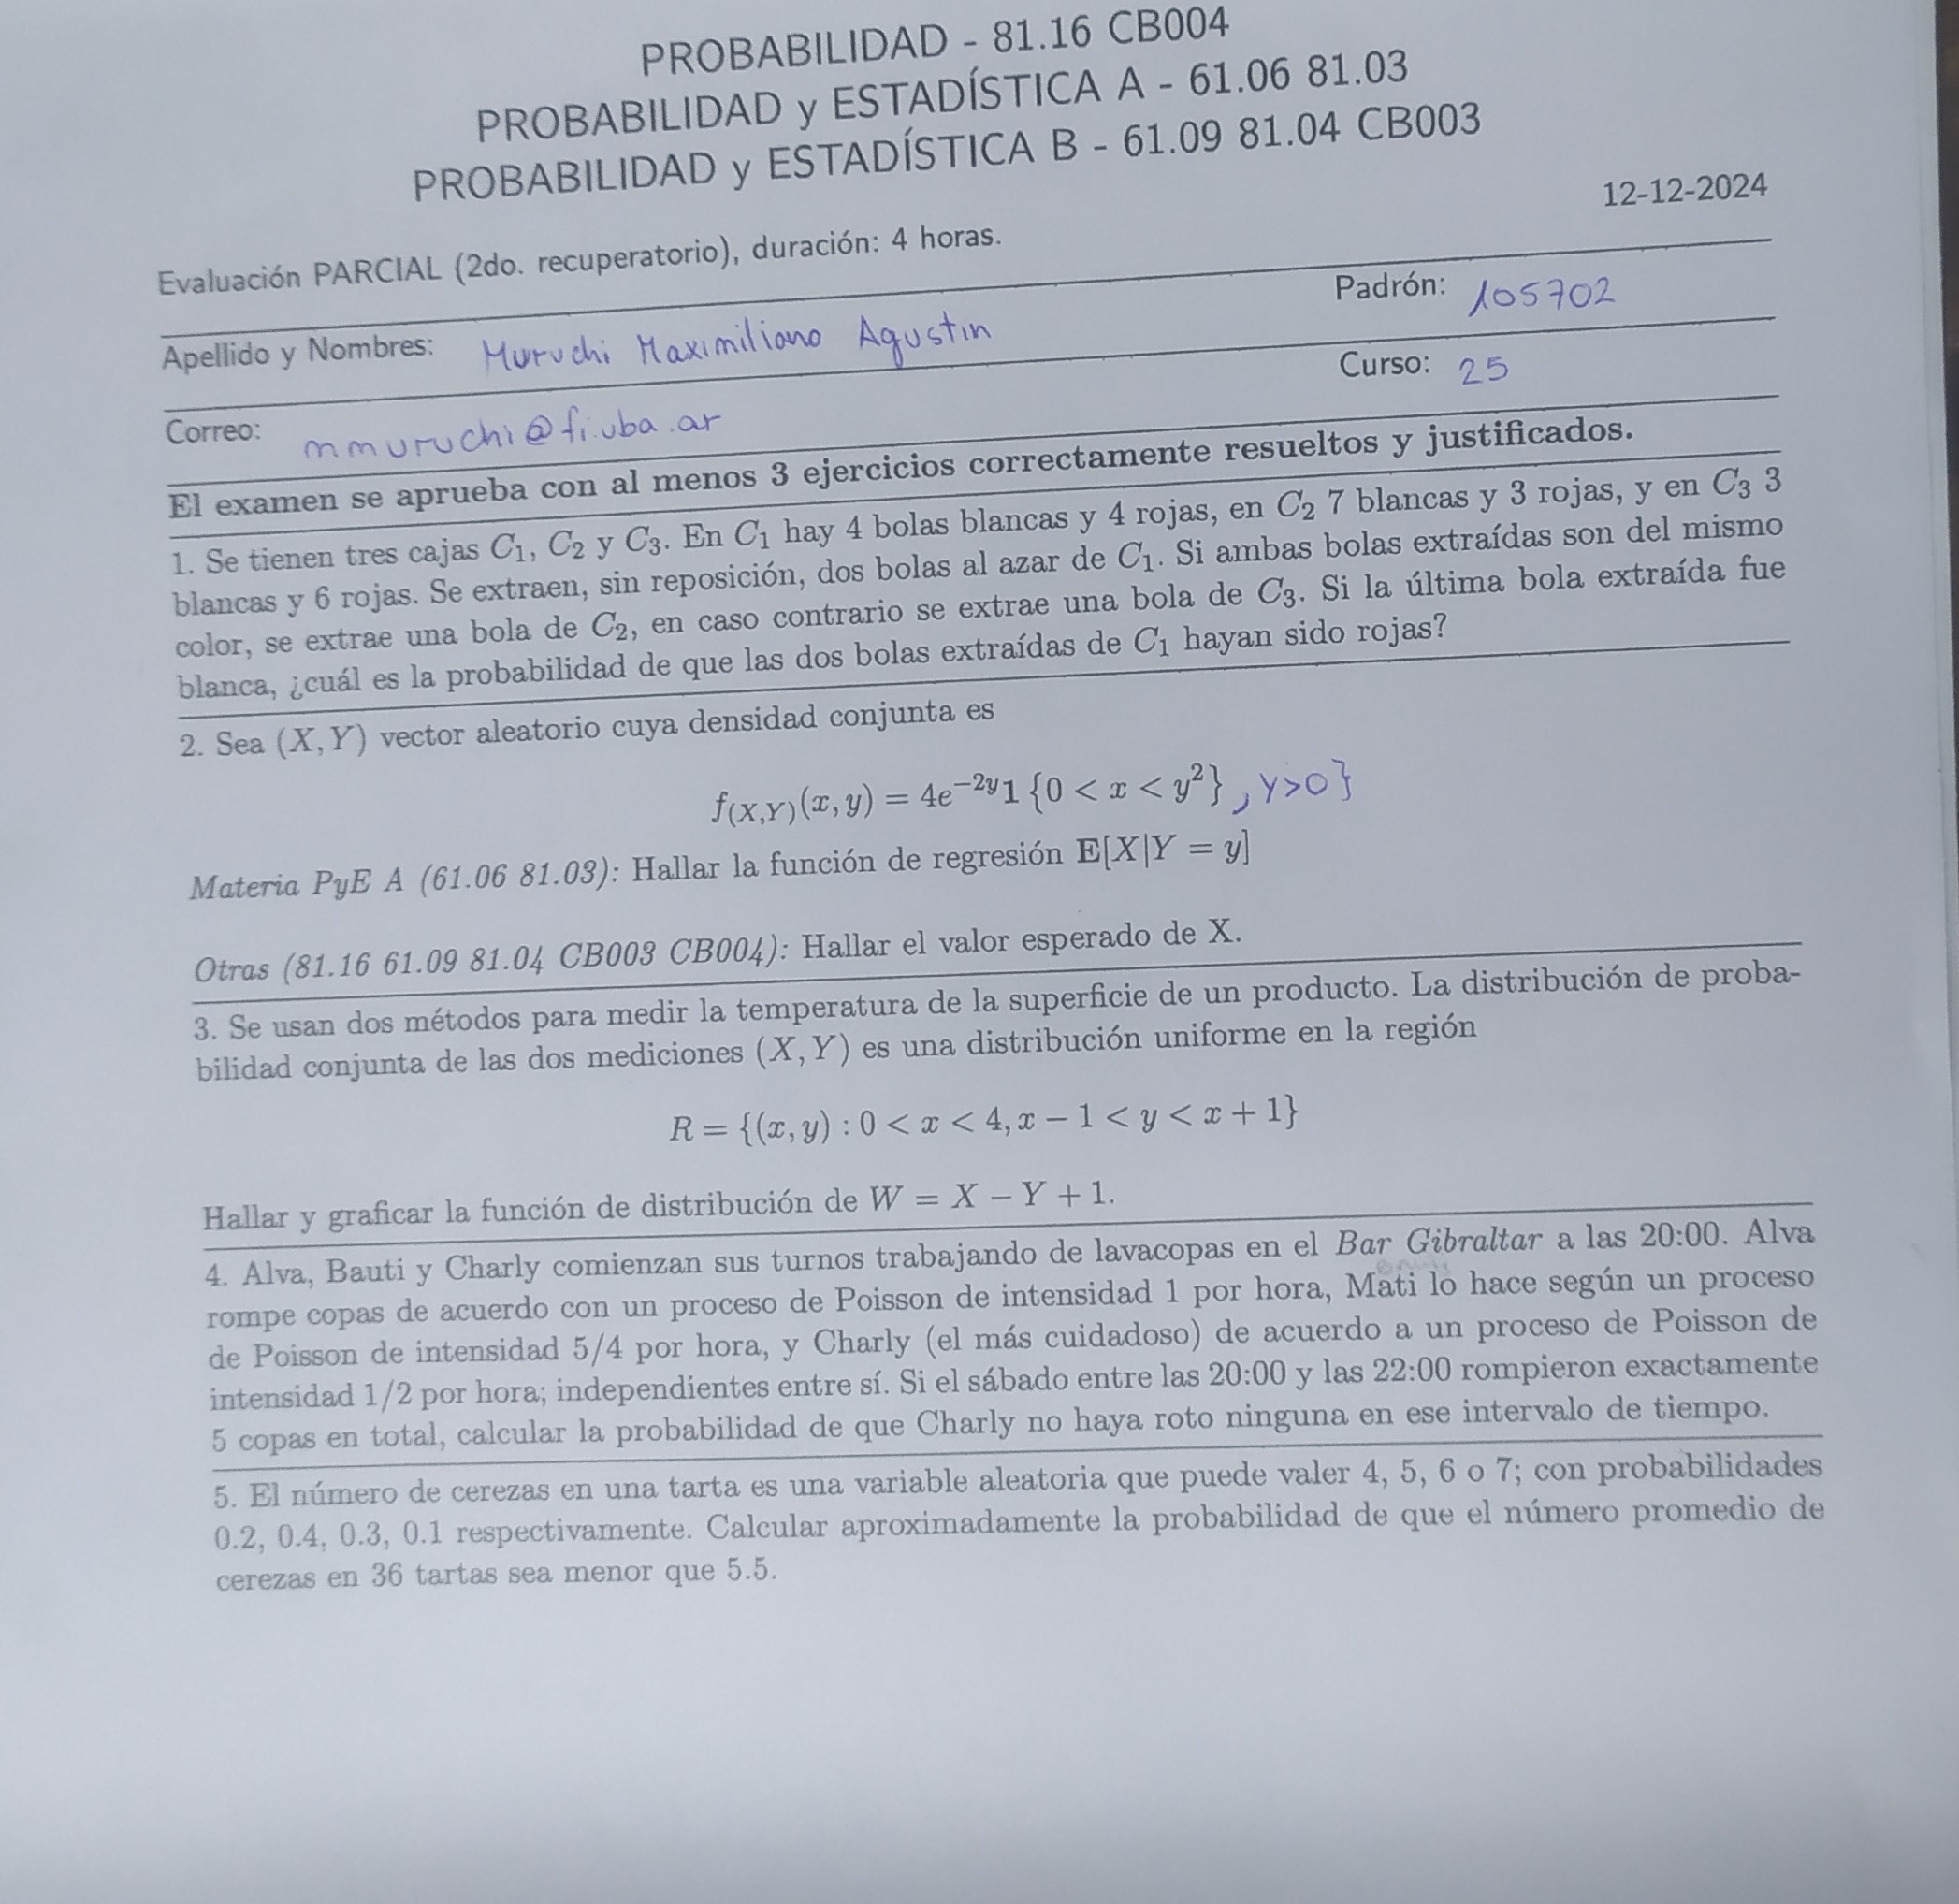 PROBABILIDAD - 81.16 CB004
PROBABILIDAD y ESTADÍSTICA A - 61.06 81.03
PROBABILIDAD y ESTADÍSTICA B - 61.09 81.04 CB003
12-12-2024
Evaluación PARCIAL (2do. recuperatorio), duración: 4 horas.
Apellido y Nombres: Muruchi Maximiliano Agustin Padrón: 105702
Correo: mmuruchi@fi.uba.ar Curso: 25
El examen se aprueba con al menos 3 ejercicios correctamente resueltos y justificados.
1. Se tienen tres cajas C₁, C₂ y C₃. En C₁ hay 4 bolas blancas y 4 rojas, en C₂ 7 blancas y 3 rojas, y en C₃ 3
blancas y 6 rojas. Se extraen, sin reposición, dos bolas al azar de C₁. Si ambas bolas extraídas son del mismo
color, se extrae una bola de C₂, en caso contrario se extrae una bola de C₃. Si la última bola extraída fue
blanca, ¿cuál es la probabilidad de que las dos bolas extraídas de C₁ hayan sido rojas?
2. Sea (X, Y) vector aleatorio cuya densidad conjunta es
f₍X,Y₎(x, y) = 4e⁻²ʸ1 {0 < x < y²} , y>0}
Materia PyE A (61.06 81.03): Hallar la función de regresión E[X|Y = y]
Otras (81.16 61.09 81.04 CB003 CB004): Hallar el valor esperado de X.
3. Se usan dos métodos para medir la temperatura de la superficie de un producto. La distribución de proba-
bilidad conjunta de las dos mediciones (X, Y) es una distribución uniforme en la región
R = {(x, y) : 0 < x < 4, x − 1 < y < x + 1}
Hallar y graficar la función de distribución de W = X − Y + 1.
4. Alva, Bauti y Charly comienzan sus turnos trabajando de lavacopas en el Bar Gibraltar a las 20:00. Alva
rompe copas de acuerdo con un proceso de Poisson de intensidad 1 por hora, Mati lo hace según un proceso
de Poisson de intensidad 5/4 por hora, y Charly (el más cuidadoso) de acuerdo a un proceso de Poisson de
intensidad 1/2 por hora; independientes entre sí. Si el sábado entre las 20:00 y las 22:00 rompieron exactamente
5 copas en total, calcular la probabilidad de que Charly no haya roto ninguna en ese intervalo de tiempo.
5. El número de cerezas en una tarta es una variable aleatoria que puede valer 4, 5, 6 o 7; con probabilidades
0.2, 0.4, 0.3, 0.1 respectivamente. Calcular aproximadamente la probabilidad de que el número promedio de
cerezas en 36 tartas sea menor que 5.5.